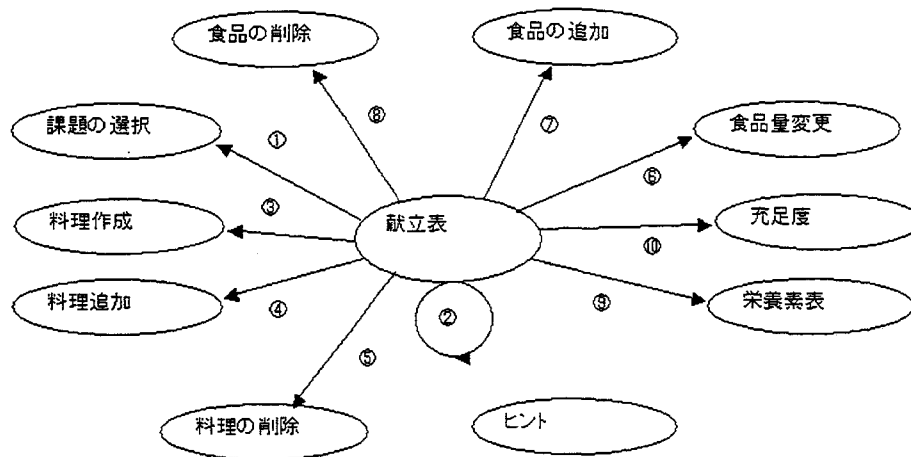 食品の削除
食品の追加
課題の選択
①
⑧
⑦
食品量変更
⑥
料理作成
③
献立表
充足度
⑩
料理追加
④
②
⑨
栄養素表
⑤
料理の削除
ヒント